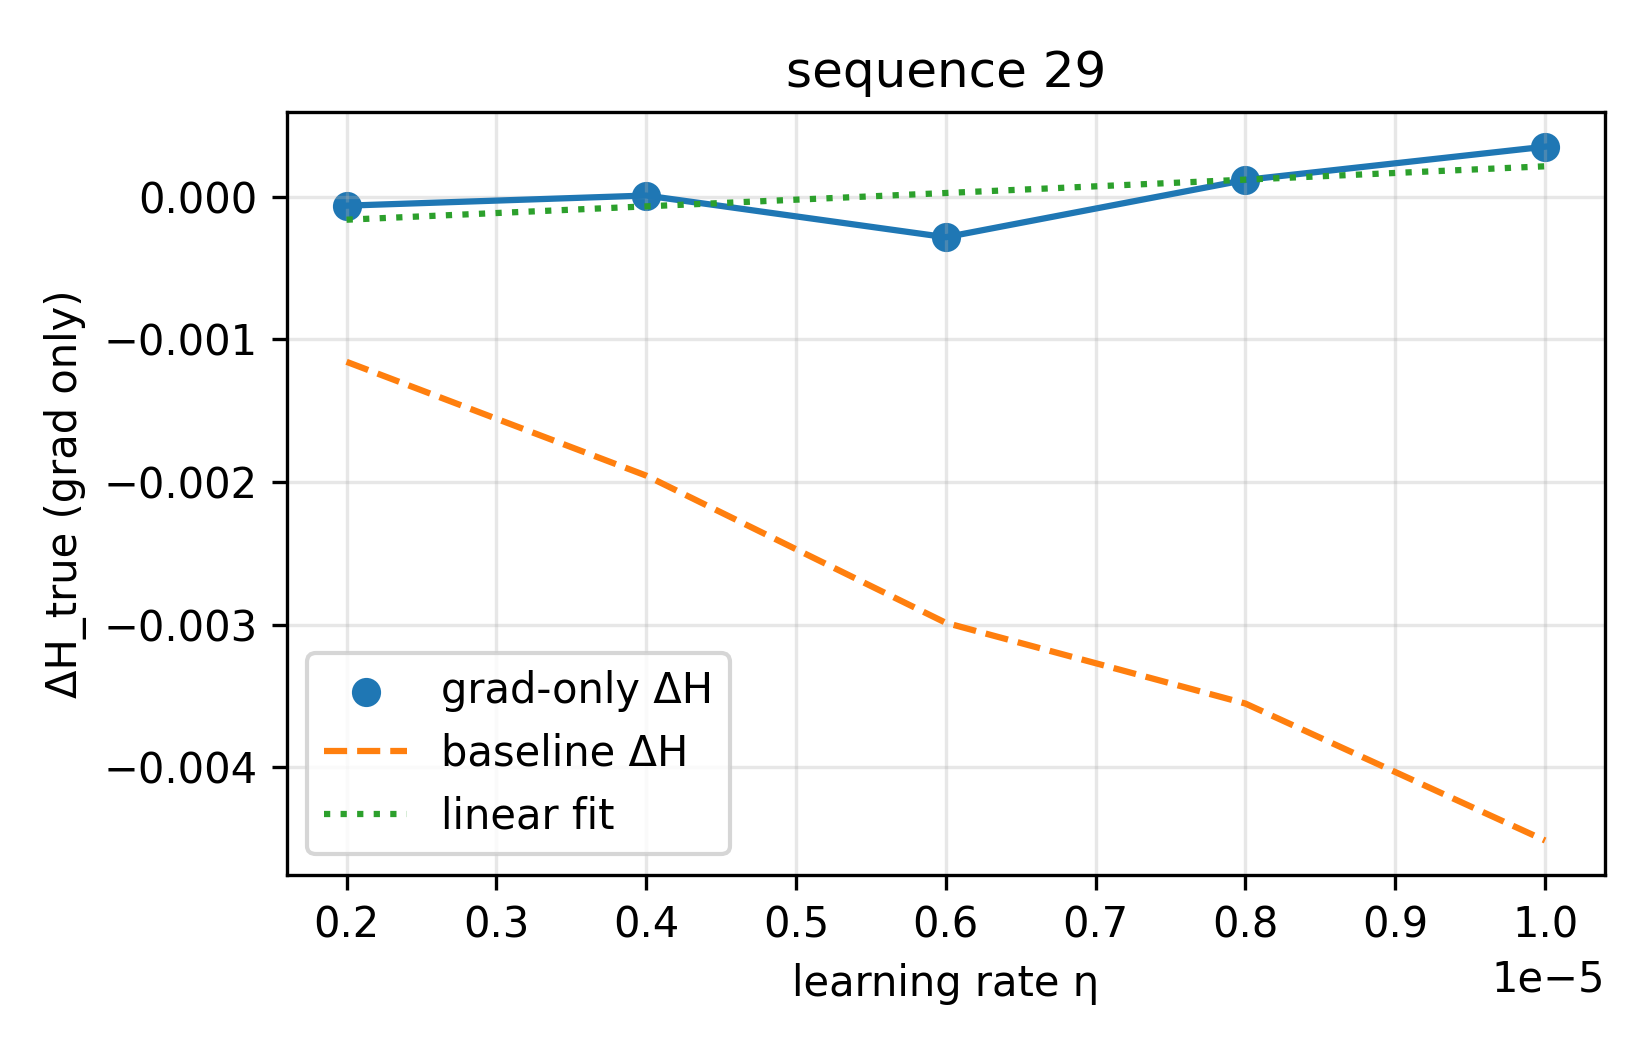 sequence 29
ΔH_true (grad only)
0.000
−0.001
−0.002
−0.003
−0.004
grad-only ΔH
baseline ΔH
linear fit
0.2 0.3 0.4 0.5 0.6 0.7 0.8 0.9 1.0
1e−5
learning rate η